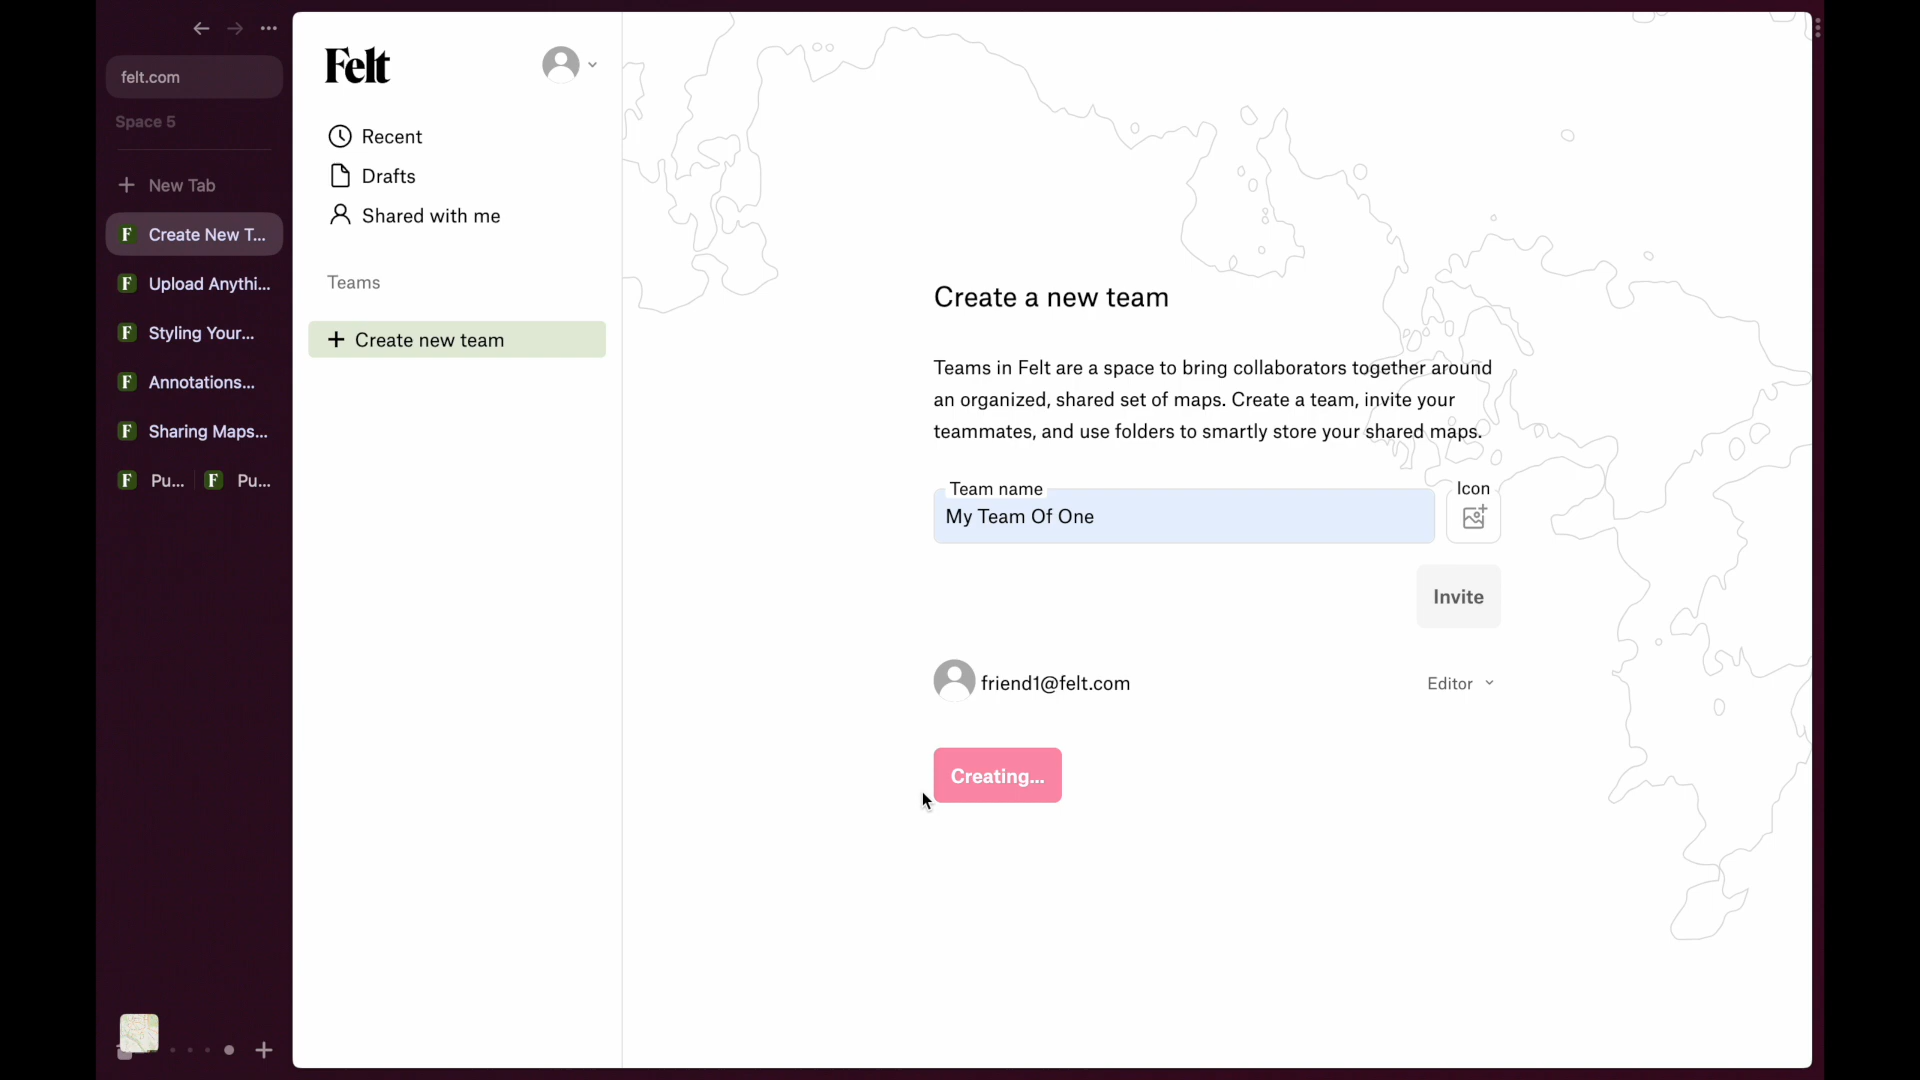 felt.com
Space 5
New Tab
Create New T...
Upload Anythi...
Styling Your...
Annotations...
Sharing Maps...
Pu... Pu...
Felt
Recent
Drafts
Shared with me
Teams
Create new team
Create a new team
Teams in Felt are a space to bring collaborators together around
an organized, shared set of maps. Create a team, invite your
teammates, and use folders to smartly store your shared maps.
Team name
Icon
My Team Of One
Invite
friend1@felt.com
Editor
Creating...